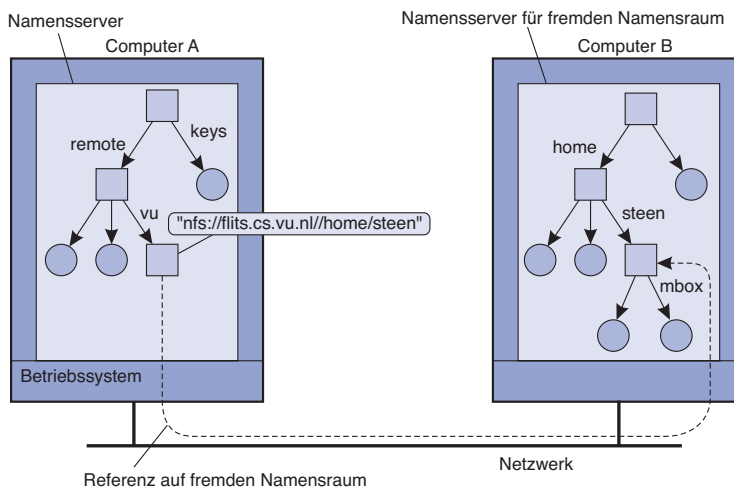 Namensserver
Namensserver für fremden Namensraum
Computer A
Computer B
keys
remote
home
vu
"nfs://flits.cs.vu.nl//home/steen"
steen
mbox
Betriebssystem
Netzwerk
Referenz auf fremden Namensraum